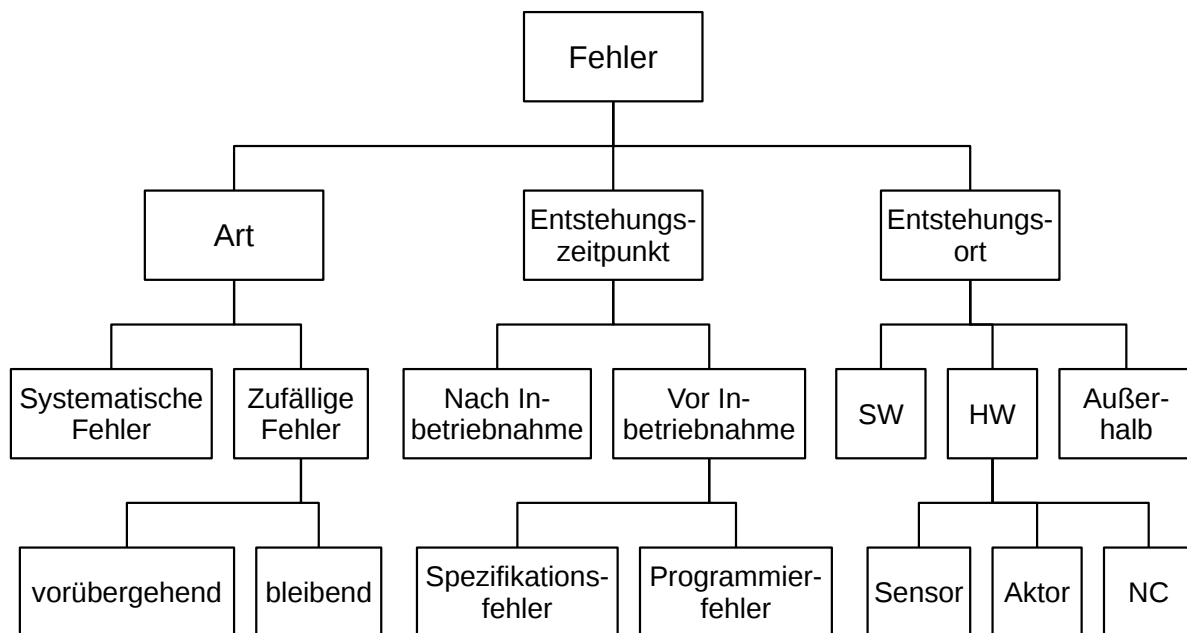 Fehler
Art
Entstehungs-
zeitpunkt
Entstehungs-
ort
Systematische
Fehler
Zufällige
Fehler
Nach In-
betriebnahme
Vor In-
betriebnahme
SW
HW
Außer-
halb
vorübergehend
bleibend
Spezifikations-
fehler
Programmier-
fehler
Sensor
Aktor
NC